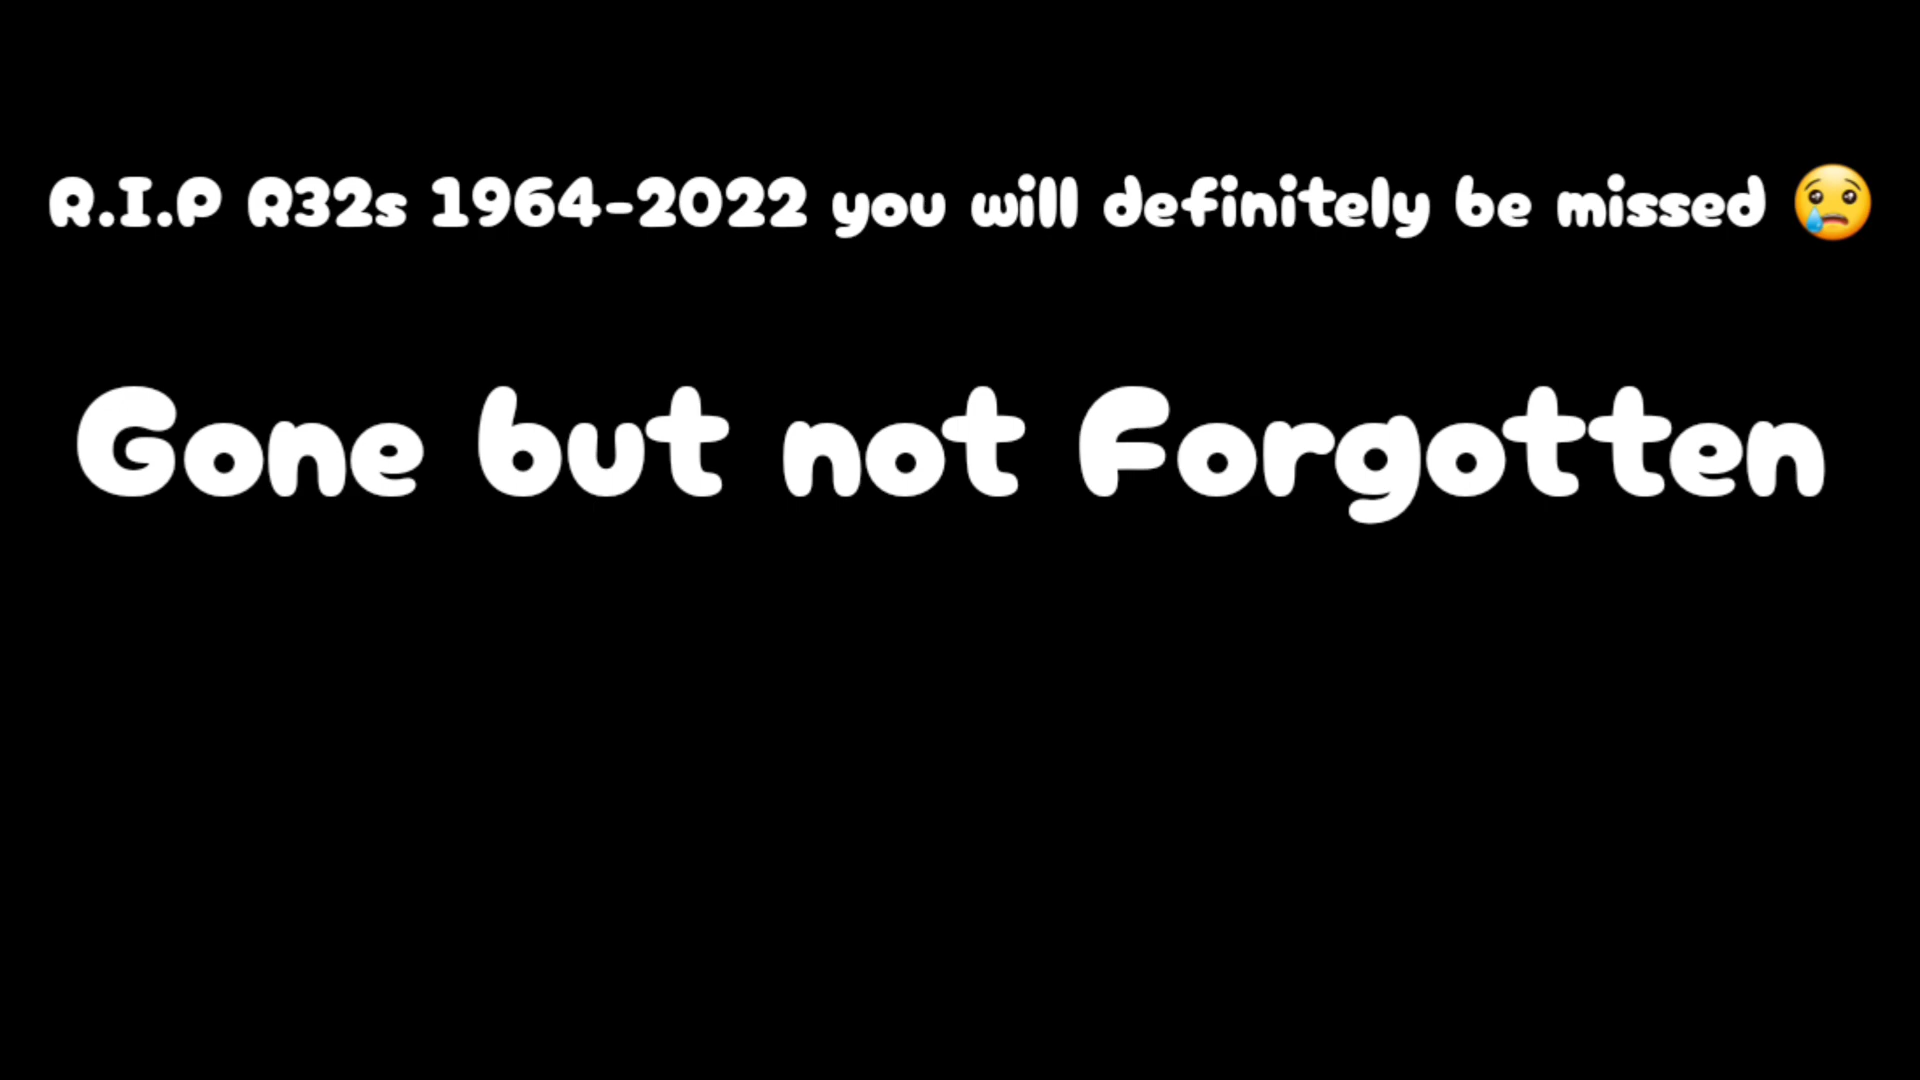 R.I.P R32s 1964-2022 you will definitely be missed 😢
Gone but not Forgotten